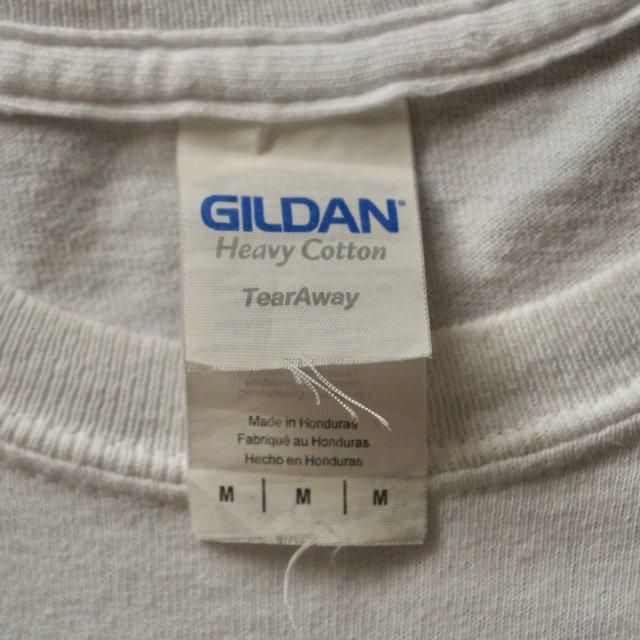 GILDAN®
Heavy Cotton
TearAway
Made in Honduras
Fabriqué au Honduras
Hecho en Honduras
M | M | M